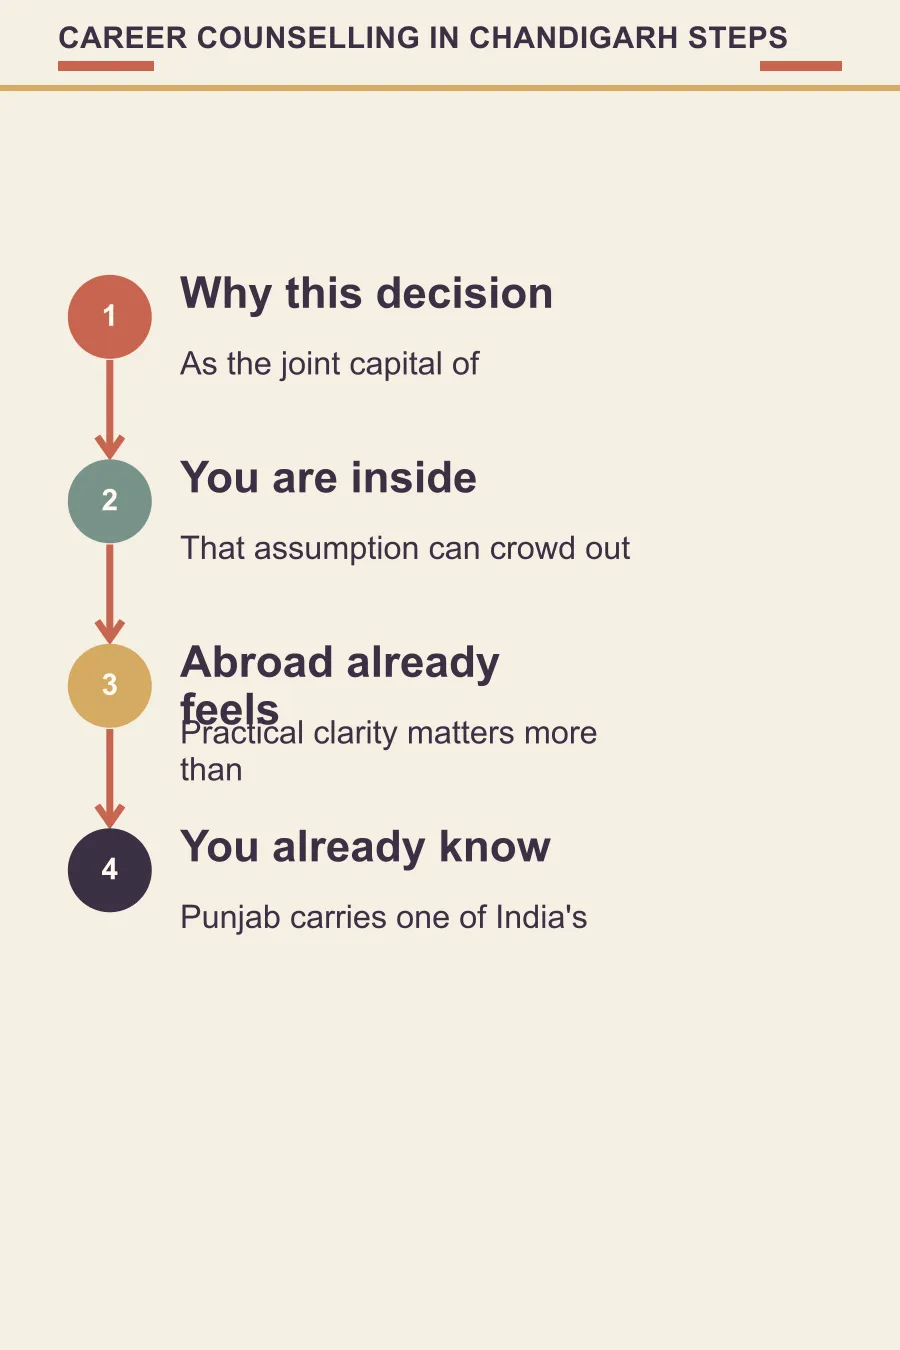 CAREER COUNSELLING IN CHANDIGARH STEPS
1
Why this decision
As the joint capital of
2
You are inside
That assumption can crowd out
3
Abroad already
feels
Practical clarity matters more
than
4
You already know
Punjab carries one of India's